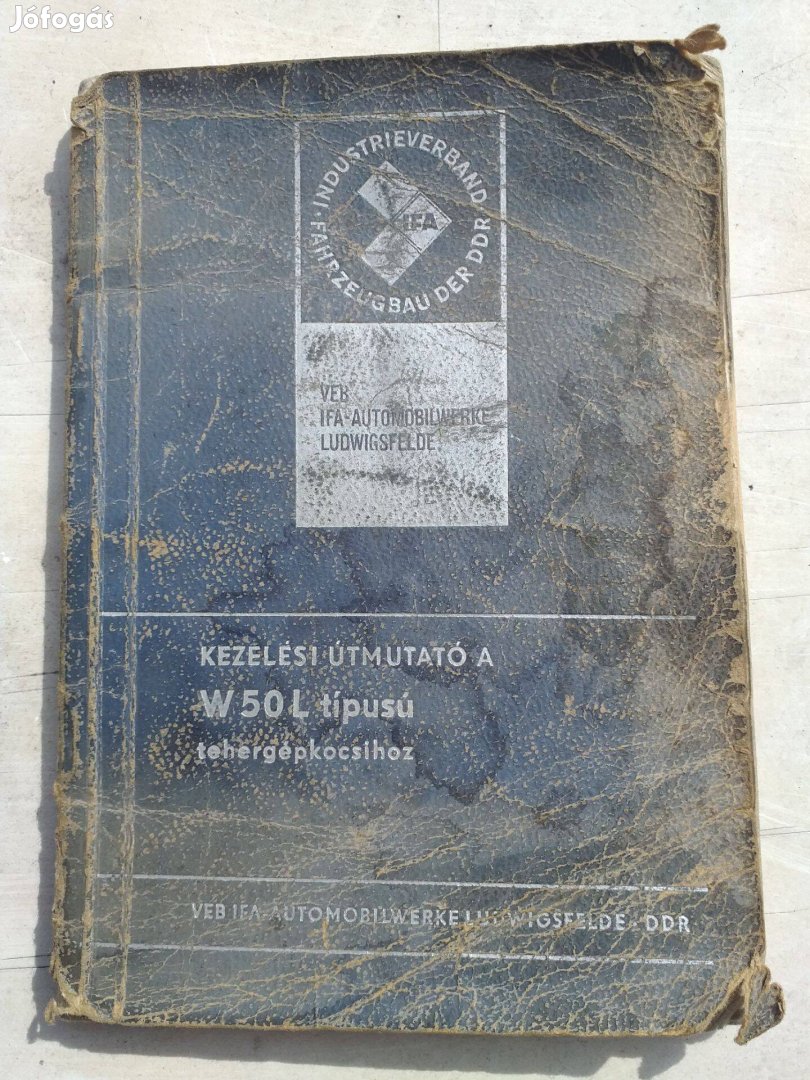 Jófogás
INDUSTRIEVERBAND
FAHRZEUGBAU DER DDR
IFA
VEB
IFA-AUTOMOBILWERKE
LUDWIGSFELDE
KEZELÉSI ÚTMUTATÓ A
W 50 L típusú
tehergépkocsihoz
VEB IFA-AUTOMOBILWERKE LUDWIGSFELDE · DDR